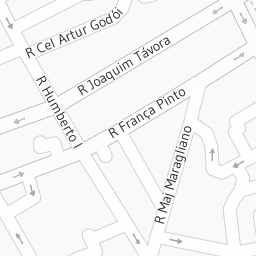 R Cel Artur Godói
R Joaquim Távora
R Humberto I
R França Pinto
R Maj Maragliano